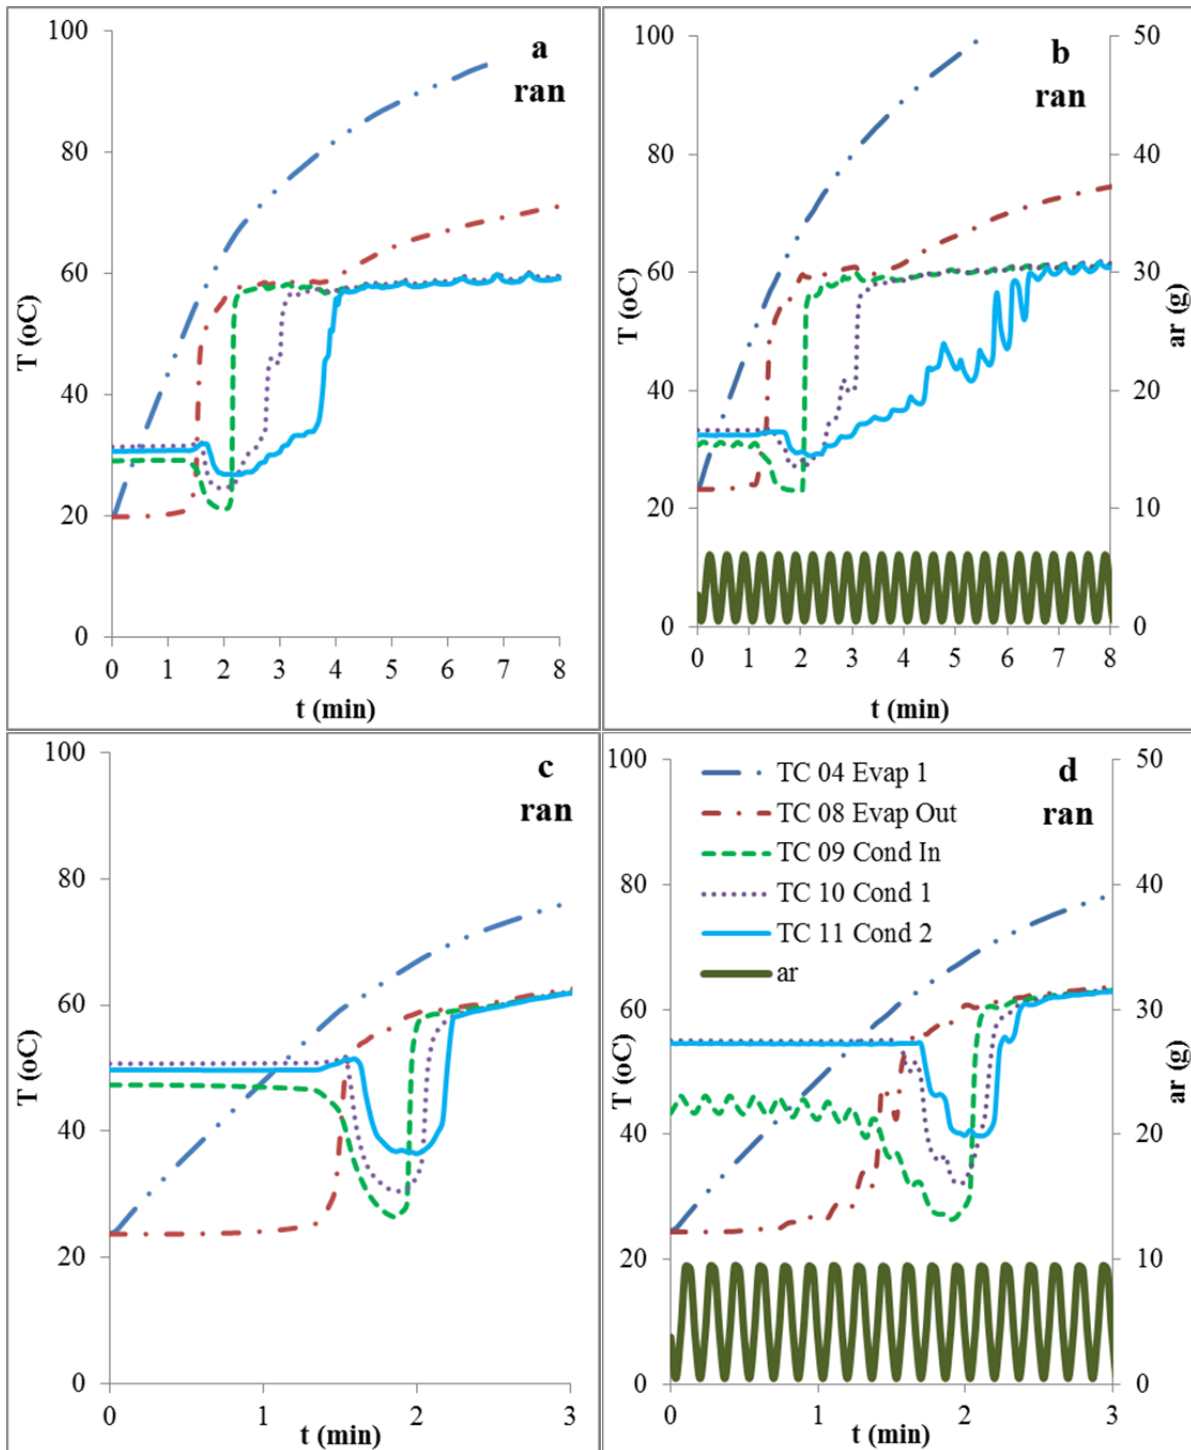 a
ran
100
80
60
40
20
0
T (oC)
0 1 2 3 4 5 6 7 8
t (min)
b
ran
100
80
60
40
20
0
T (oC)
50
40
30
20
10
0
ar (g)
0 1 2 3 4 5 6 7 8
t (min)
c
ran
100
80
60
40
20
0
T (oC)
0 1 2 3
t (min)
d
ran
TC 04 Evap 1
TC 08 Evap Out
TC 09 Cond In
TC 10 Cond 1
TC 11 Cond 2
ar
100
80
60
40
20
0
T (oC)
50
40
30
20
10
0
ar (g)
0 1 2 3
t (min)